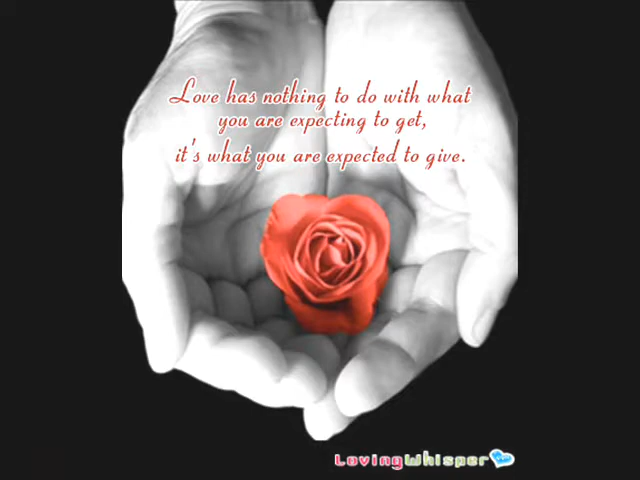 Love has nothing to do with what
you are expecting to get,
it's what you are expected to give.
LovingWhisper